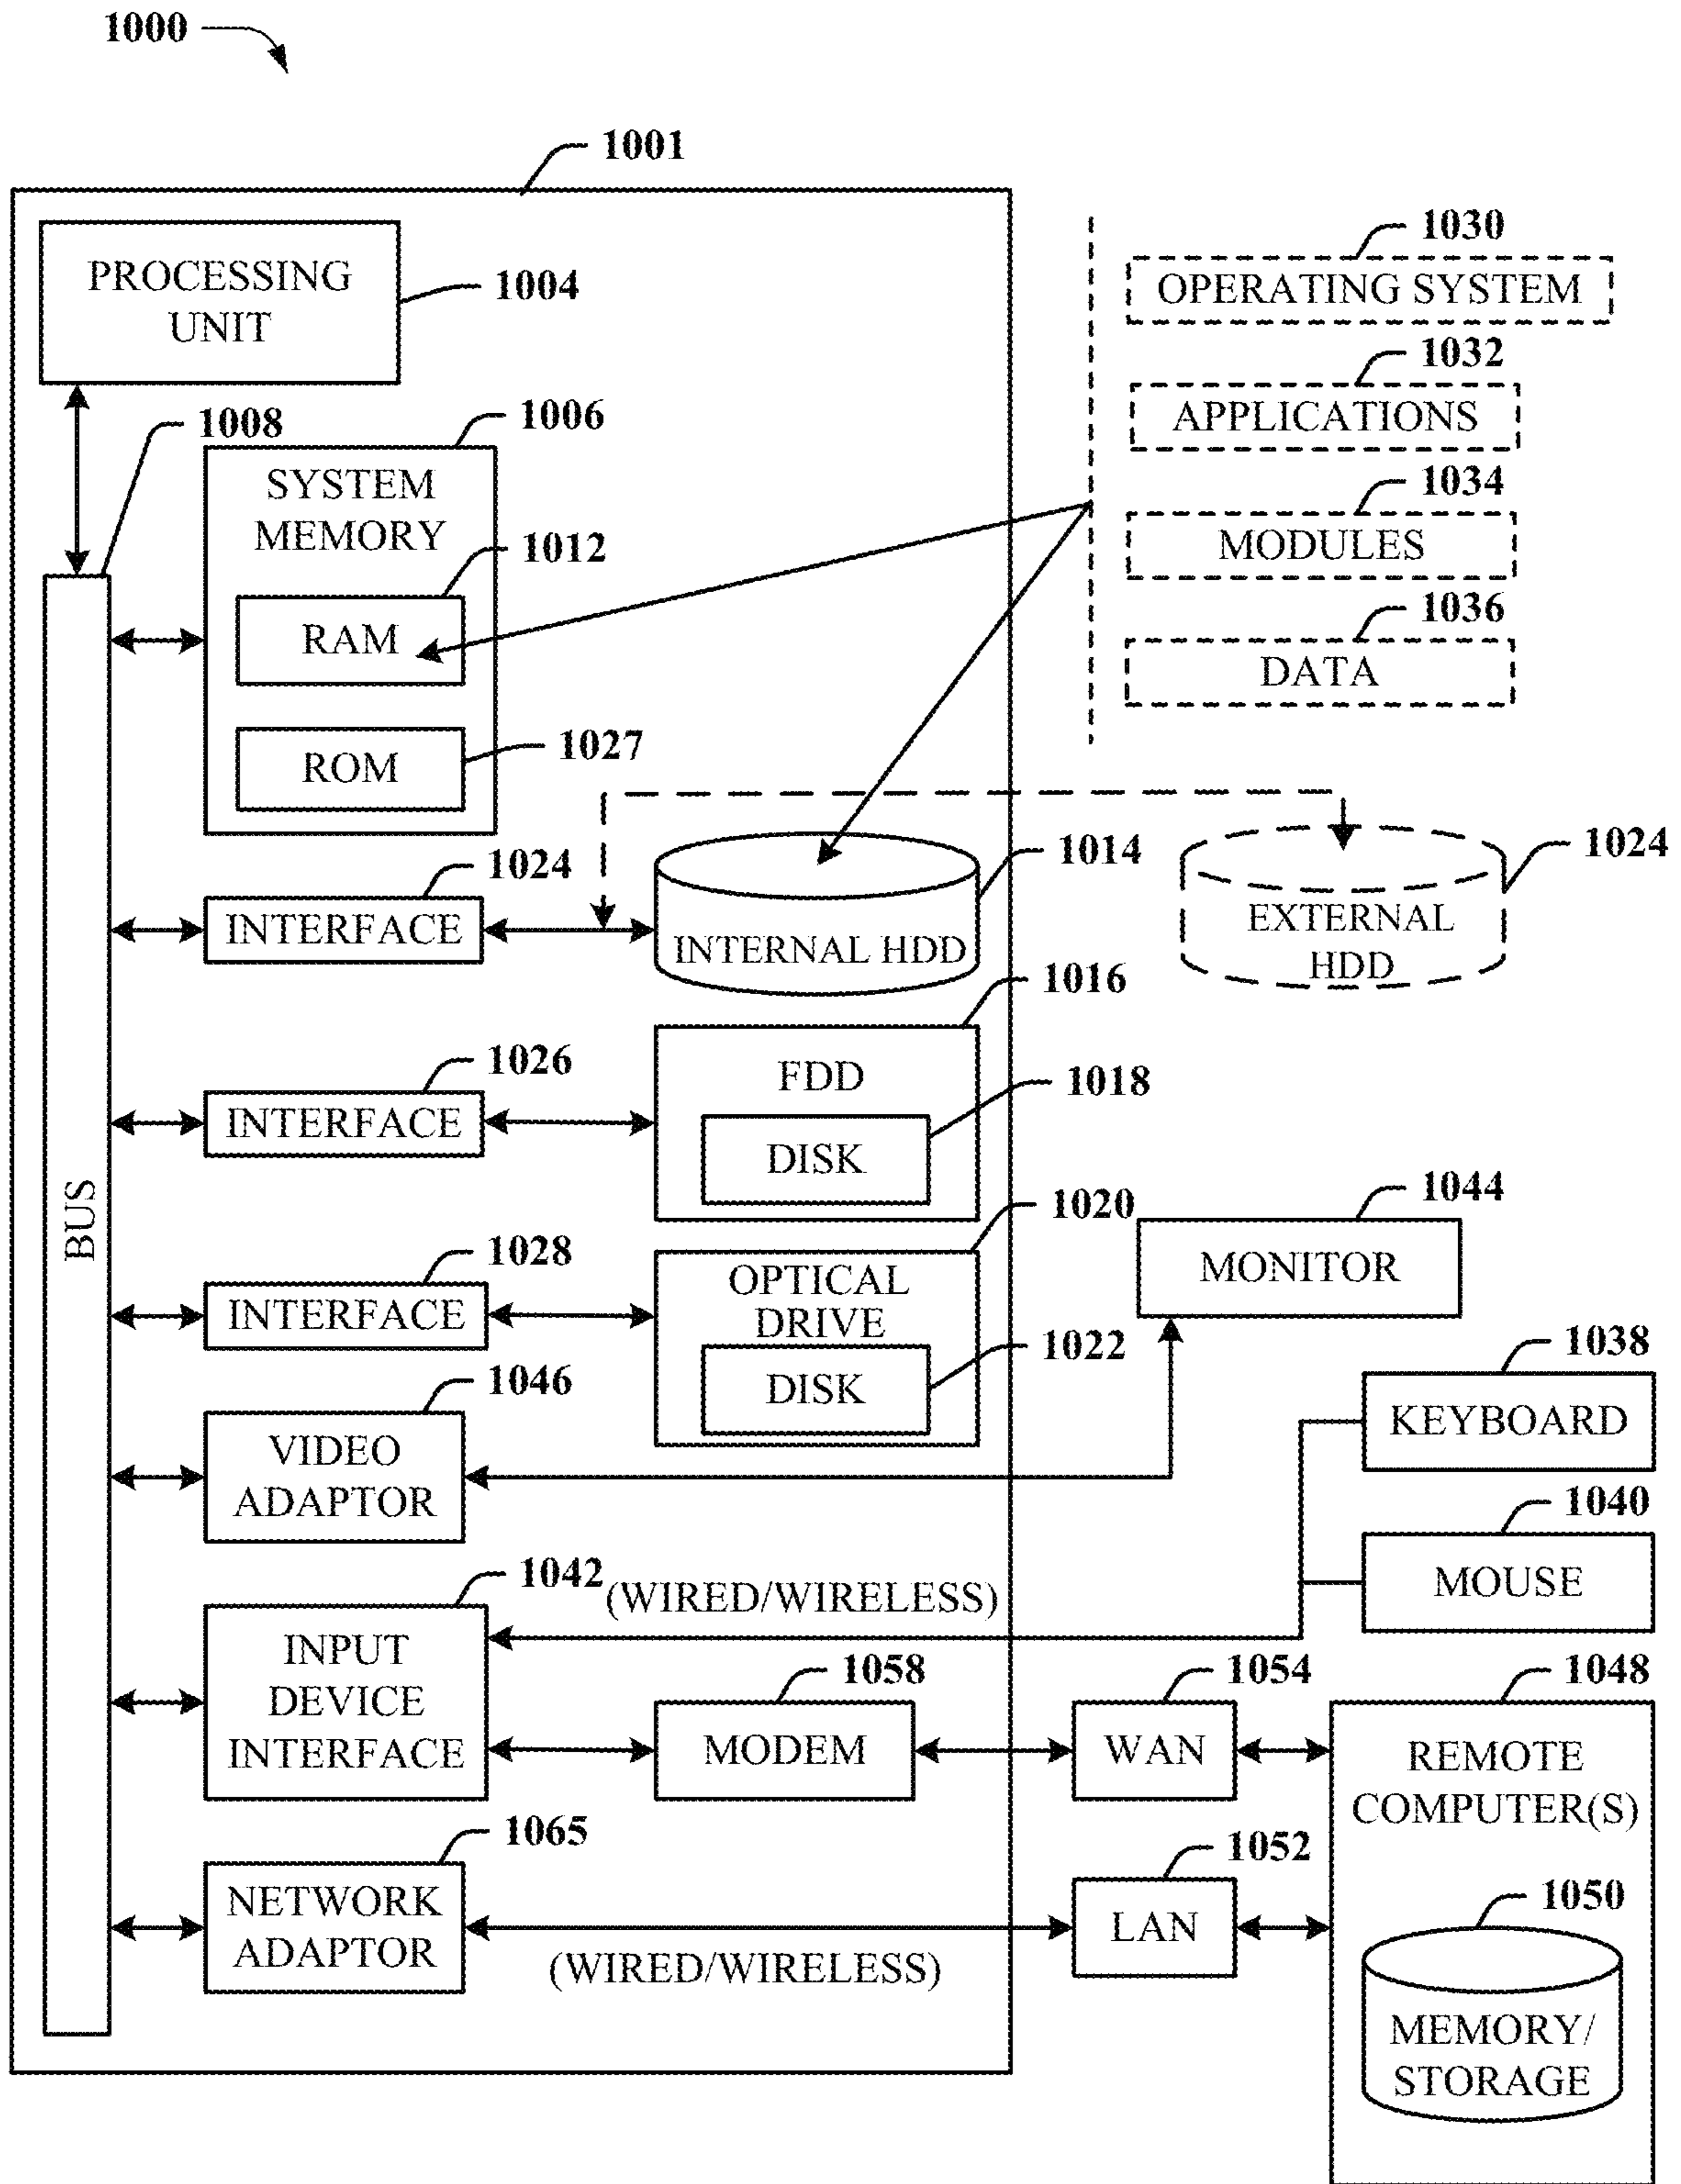 1000
1001
PROCESSING
UNIT
1004
1008
1006
SYSTEM
MEMORY
1012
RAM
ROM
1027
1030
OPERATING SYSTEM
1032
APPLICATIONS
1034
MODULES
1036
DATA
BUS
1024
INTERFACE
1014
INTERNAL HDD
1024
EXTERNAL
HDD
1026
INTERFACE
1016
FDD
1018
DISK
1028
INTERFACE
1020
OPTICAL
DRIVE
1022
DISK
1044
MONITOR
1046
VIDEO
ADAPTOR
1038
KEYBOARD
1040
MOUSE
1042
(WIRED/WIRELESS)
INPUT
DEVICE
INTERFACE
1058
MODEM
1054
WAN
1048
REMOTE
COMPUTER(S)
1065
NETWORK
ADAPTOR
(WIRED/WIRELESS)
1052
LAN
1050
MEMORY/
STORAGE